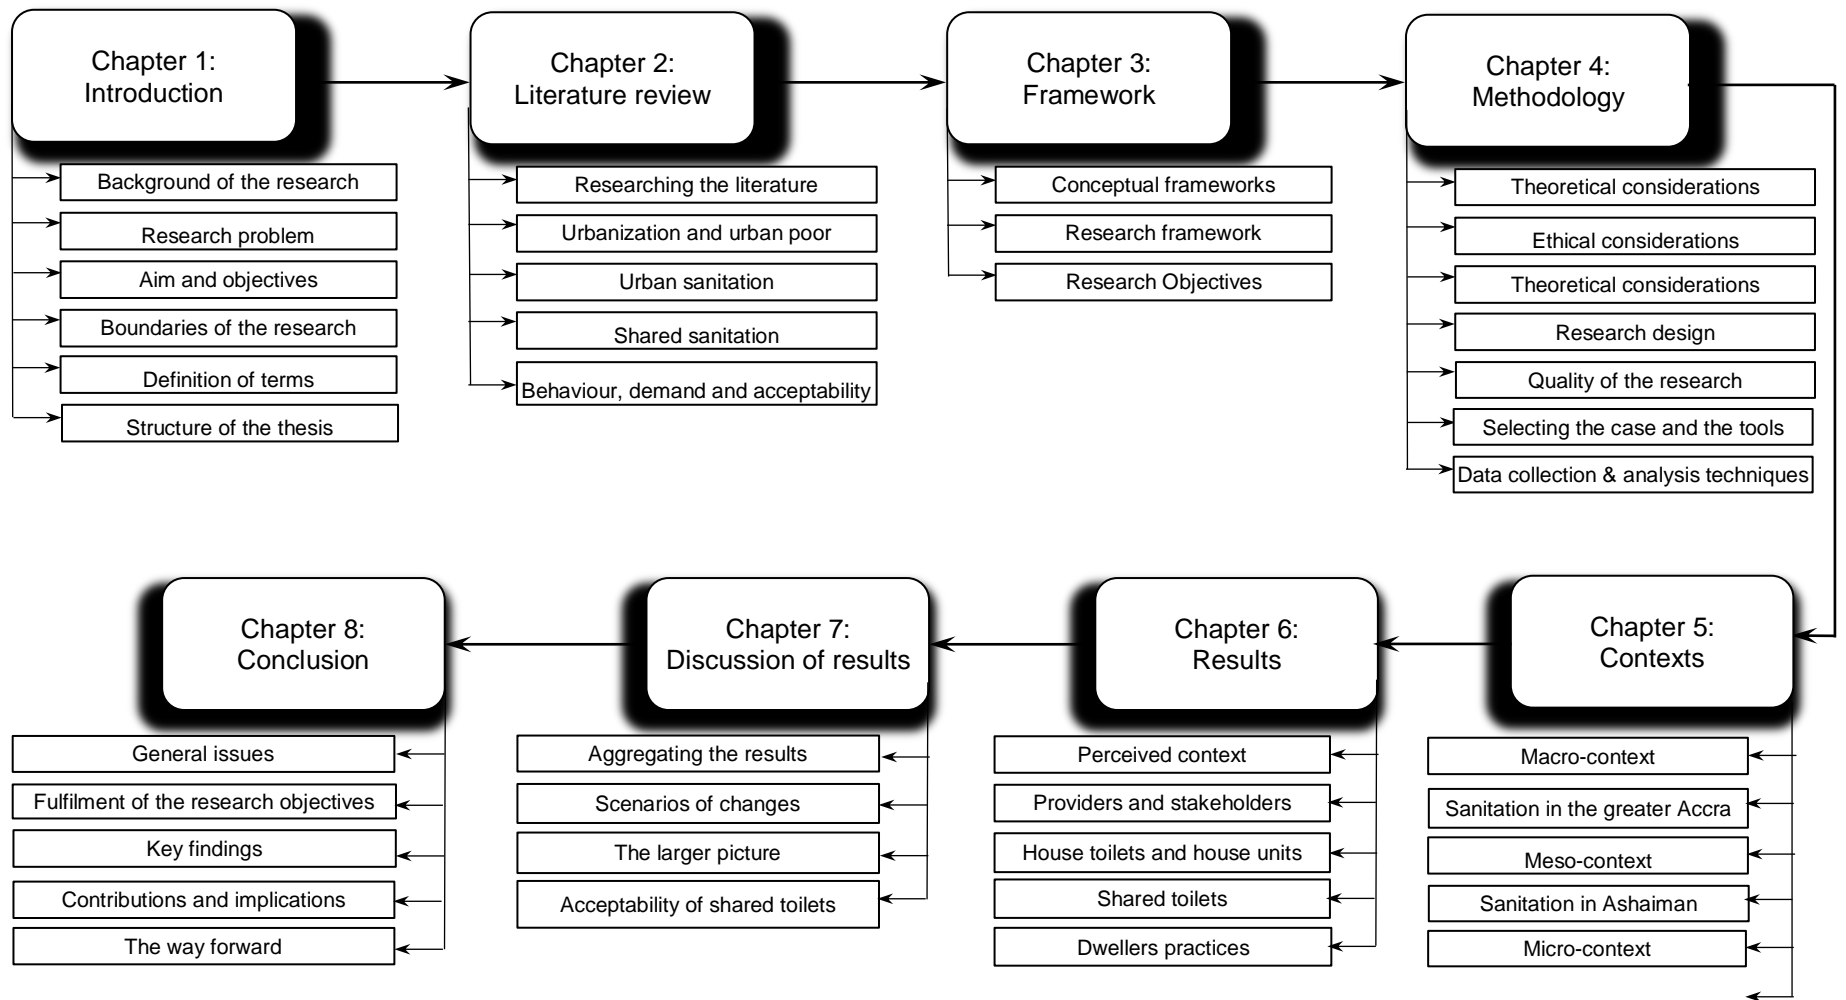 Chapter 1:
Introduction
Background of the research
Research problem
Aim and objectives
Boundaries of the research
Definition of terms
Structure of the thesis
Chapter 2:
Literature review
Researching the literature
Urbanization and urban poor
Urban sanitation
Shared sanitation
Behaviour, demand and acceptability
Chapter 3:
Framework
Conceptual frameworks
Research framework
Research Objectives
Chapter 4:
Methodology
Theoretical considerations
Ethical considerations
Theoretical considerations
Research design
Quality of the research
Selecting the case and the tools
Data collection & analysis techniques
Chapter 5:
Contexts
Macro-context
Sanitation in the greater Accra
Meso-context
Sanitation in Ashaiman
Micro-context
Chapter 6:
Results
Perceived context
Providers and stakeholders
House toilets and house units
Shared toilets
Dwellers practices
Chapter 7:
Discussion of results
Aggregating the results
Scenarios of changes
The larger picture
Acceptability of shared toilets
Chapter 8:
Conclusion
General issues
Fulfilment of the research objectives
Key findings
Contributions and implications
The way forward